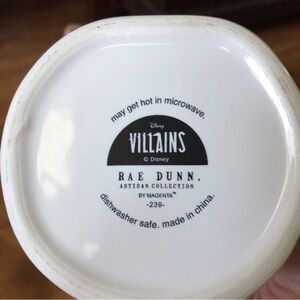 may get hot in microwave.
Disney
VILLAINS
© Disney
RAE DUNN.
ARTISAN COLLECTION
BY MAGENTA™
-239-
dishwasher safe. made in china.